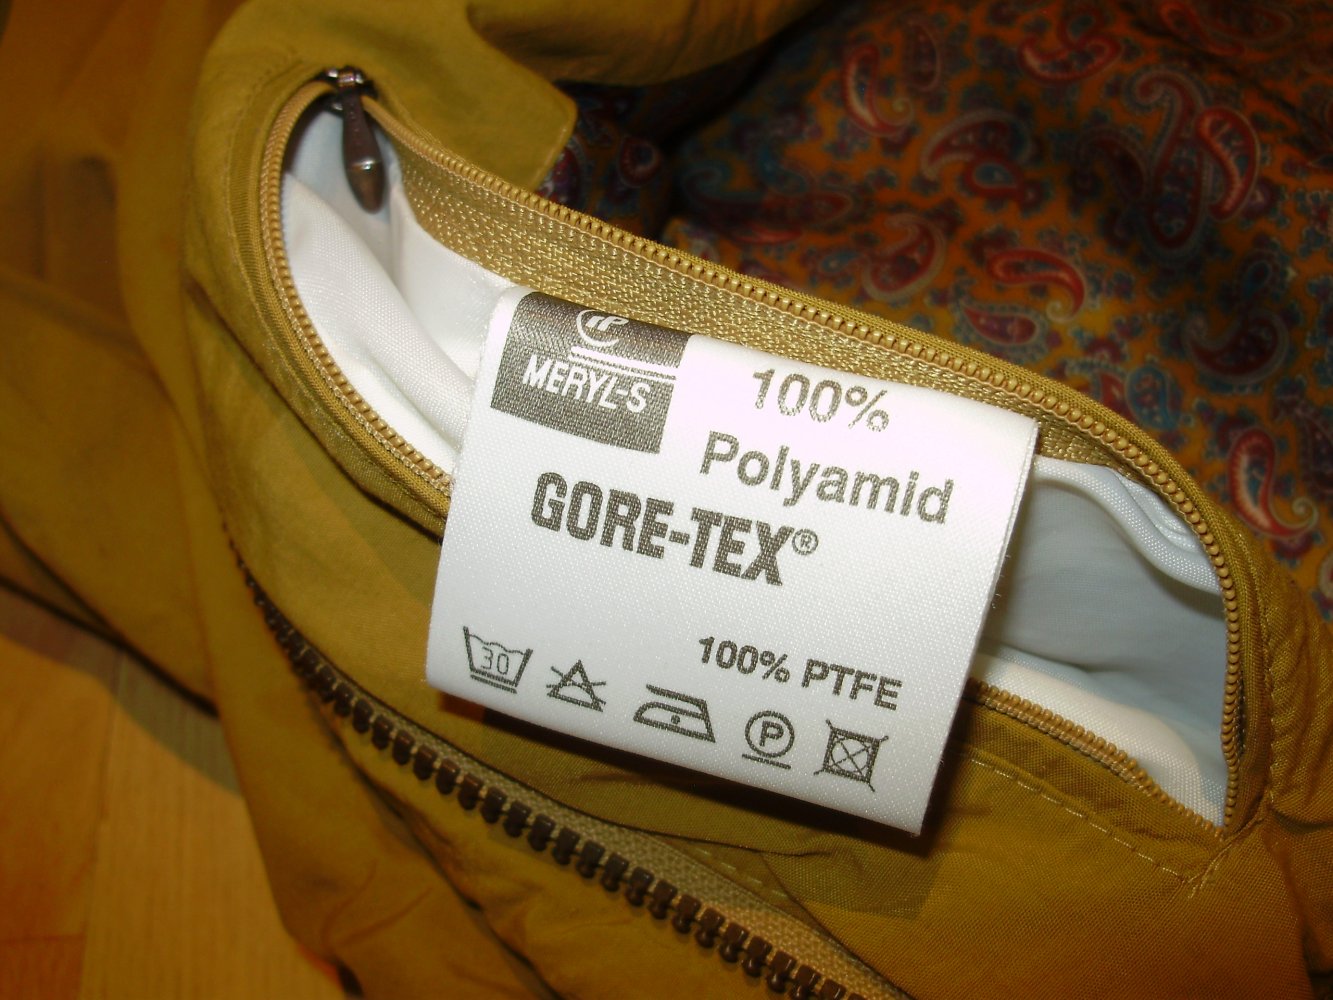 MERYL-S
100%
Polyamid
GORE-TEX®
100% PTFE
30
P